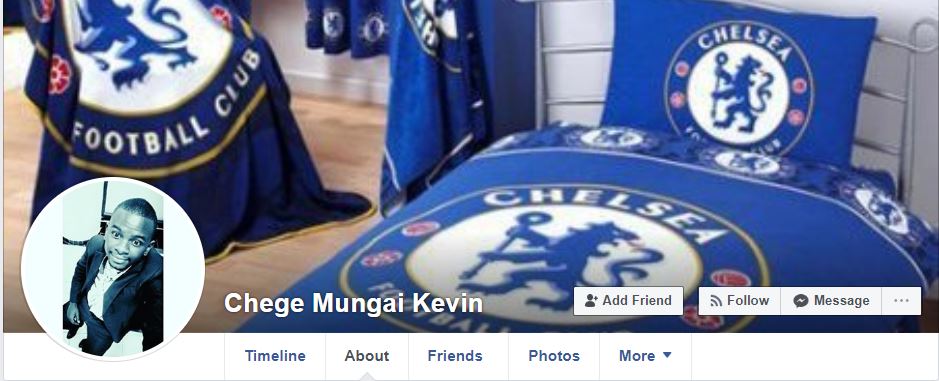 FOOTBALL CLUB
CHELSEA
CHELSEA
FOOTBALL CLUB
Chege Mungai Kevin
Add Friend
Follow
Message
Timeline
About
Friends
Photos
More